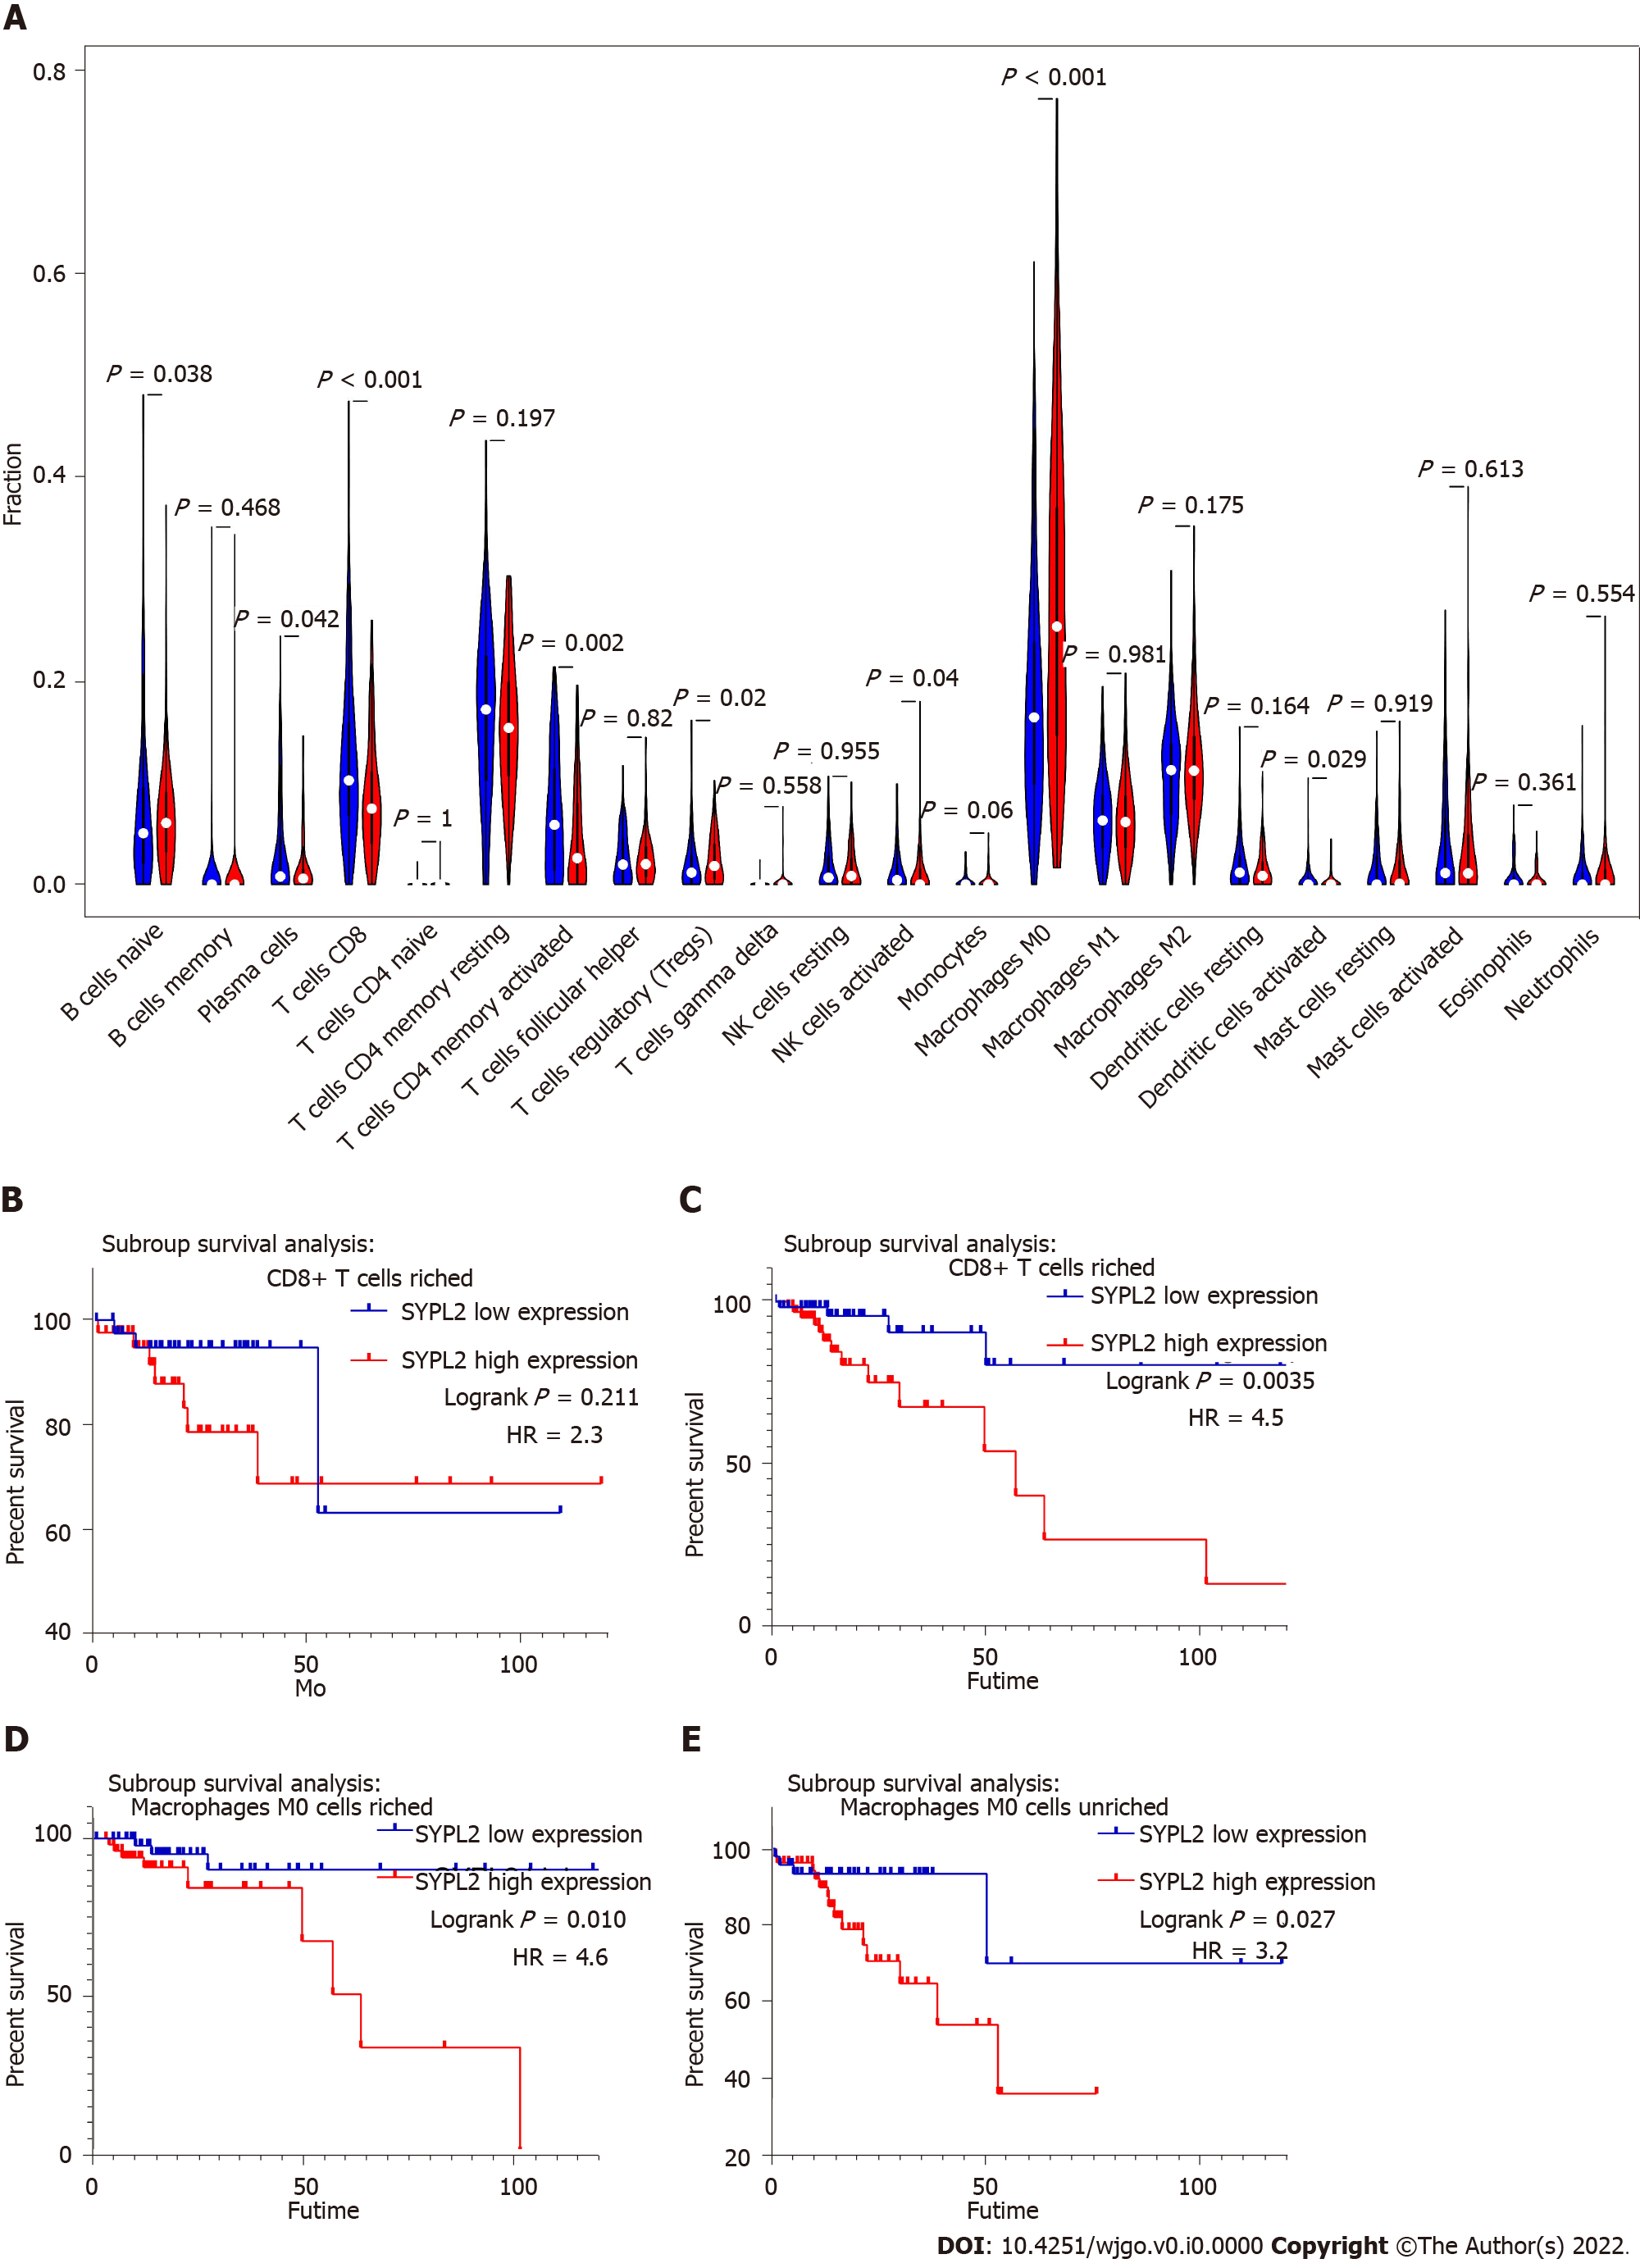 A
P < 0.001
0.8
0.6
0.4
0.2
0.0
Fraction
P = 0.038
P = 0.468
P = 0.042
P < 0.001
P = 1
P = 0.197
P = 0.002
P = 0.82
P = 0.02
P = 0.558
P = 0.955
P = 0.04
P = 0.06
P = 0.981
P = 0.175
P = 0.164
P = 0.029
P = 0.919
P = 0.613
P = 0.361
P = 0.554
B cells naive
B cells memory
Plasma cells
T cells CD8
T cells CD4 naive
T cells CD4 memory resting
T cells CD4 memory activated
T cells follicular helper
T cells regulatory (Tregs)
T cells gamma delta
NK cells resting
NK cells activated
Monocytes
Macrophages M0
Macrophages M1
Macrophages M2
Dendritic cells resting
Dendritic cells activated
Mast cells resting
Mast cells activated
Eosinophils
Neutrophils
B
Subroup survival analysis:
CD8+ T cells riched
SYPL2 low expression
SYPL2 high expression
Logrank P = 0.211
HR = 2.3
Precent survival
100
80
60
40
0
50
100
Mo
C
Subroup survival analysis:
CD8+ T cells riched
SYPL2 low expression
SYPL2 high expression
Logrank P = 0.0035
HR = 4.5
Precent survival
100
50
0
0
50
100
Futime
D
Subroup survival analysis:
Macrophages M0 cells riched
SYPL2 low expression
SYPL2 high expression
Logrank P = 0.010
HR = 4.6
Precent survival
100
50
0
0
50
100
Futime
E
Subroup survival analysis:
Macrophages M0 cells unriched
SYPL2 low expression
SYPL2 high expression
Logrank P = 0.027
HR = 3.2
Precent survival
100
80
60
40
20
0
50
100
Futime
DOI: 10.4251/wjgo.v0.i0.0000 Copyright ©The Author(s) 2022.